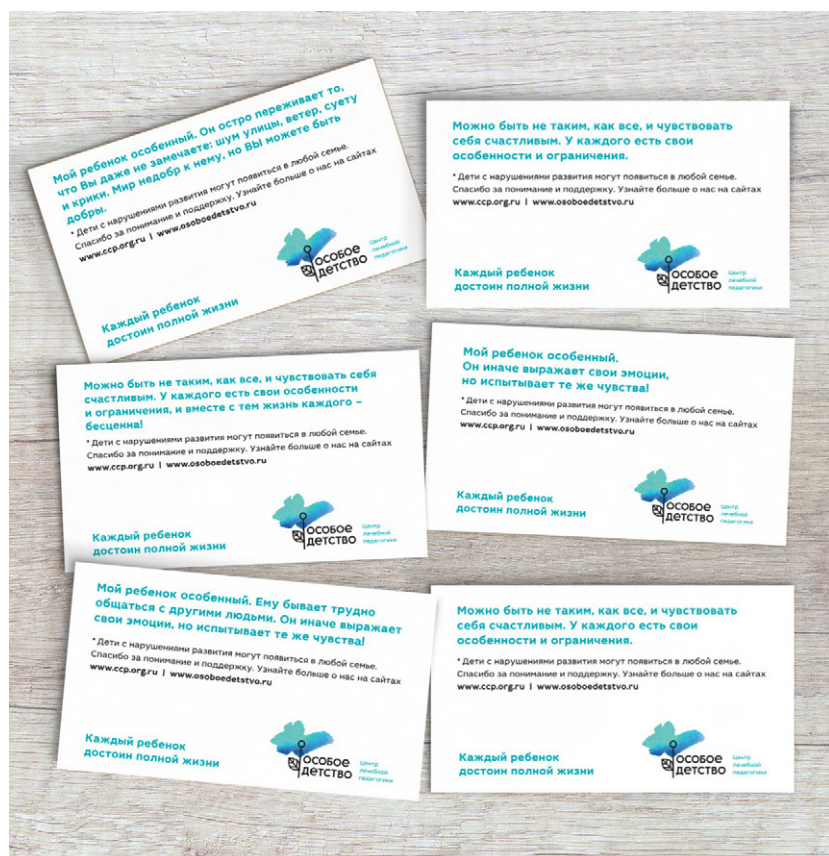 Мой ребенок особенный. Он остро переживает то,
что Вы даже не замечаете: шум улицы, ветер, суету
и крики. Мир недобр к нему, но Вы можете быть
добры.
* Дети с нарушениями развития могут появиться в любой семье.
Спасибо за понимание и поддержку. Узнайте больше о нас на сайтах
www.ccp.org.ru | www.osoboedetstvo.ru
Каждый ребенок
достоин полной жизни
ОСОБОЕ
ДЕТСТВО
Центр
лечебной
педагогики
Можно быть не таким, как все, и чувствовать
себя счастливым. У каждого есть свои
особенности и ограничения.
* Дети с нарушениями развития могут появиться в любой семье.
Спасибо за понимание и поддержку. Узнайте больше о нас на сайтах
www.ccp.org.ru | www.osoboedetstvo.ru
Каждый ребенок
достоин полной жизни
ОСОБОЕ
ДЕТСТВО
Центр
лечебной
педагогики
Можно быть не таким, как все, и чувствовать себя
счастливым. У каждого есть свои особенности
и ограничения, и вместе с тем жизнь каждого –
бесценна!
* Дети с нарушениями развития могут появиться в любой семье.
Спасибо за понимание и поддержку. Узнайте больше о нас на сайтах
www.ccp.org.ru | www.osoboedetstvo.ru
Каждый ребенок
достоин полной жизни
ОСОБОЕ
ДЕТСТВО
Центр
лечебной
педагогики
Мой ребенок особенный.
Он иначе выражает свои эмоции,
но испытывает те же чувства!
* Дети с нарушениями развития могут появиться в любой семье.
Спасибо за понимание и поддержку. Узнайте больше о нас на сайтах
www.ccp.org.ru | www.osoboedetstvo.ru
Каждый ребенок
достоин полной жизни
ОСОБОЕ
ДЕТСТВО
Центр
лечебной
педагогики
Мой ребенок особенный. Ему бывает трудно
общаться с другими людьми. Он иначе выражает
свои эмоции, но испытывает те же чувства!
* Дети с нарушениями развития могут появиться в любой семье.
Спасибо за понимание и поддержку. Узнайте больше о нас на сайтах
www.ccp.org.ru | www.osoboedetstvo.ru
Каждый ребенок
достоин полной жизни
ОСОБОЕ
ДЕТСТВО
Центр
лечебной
педагогики
Можно быть не таким, как все, и чувствовать
себя счастливым. У каждого есть свои
особенности и ограничения.
* Дети с нарушениями развития могут появиться в любой семье.
Спасибо за понимание и поддержку. Узнайте больше о нас на сайтах
www.ccp.org.ru | www.osoboedetstvo.ru
Каждый ребенок
достоин полной жизни
ОСОБОЕ
ДЕТСТВО
Центр
лечебной
педагогики